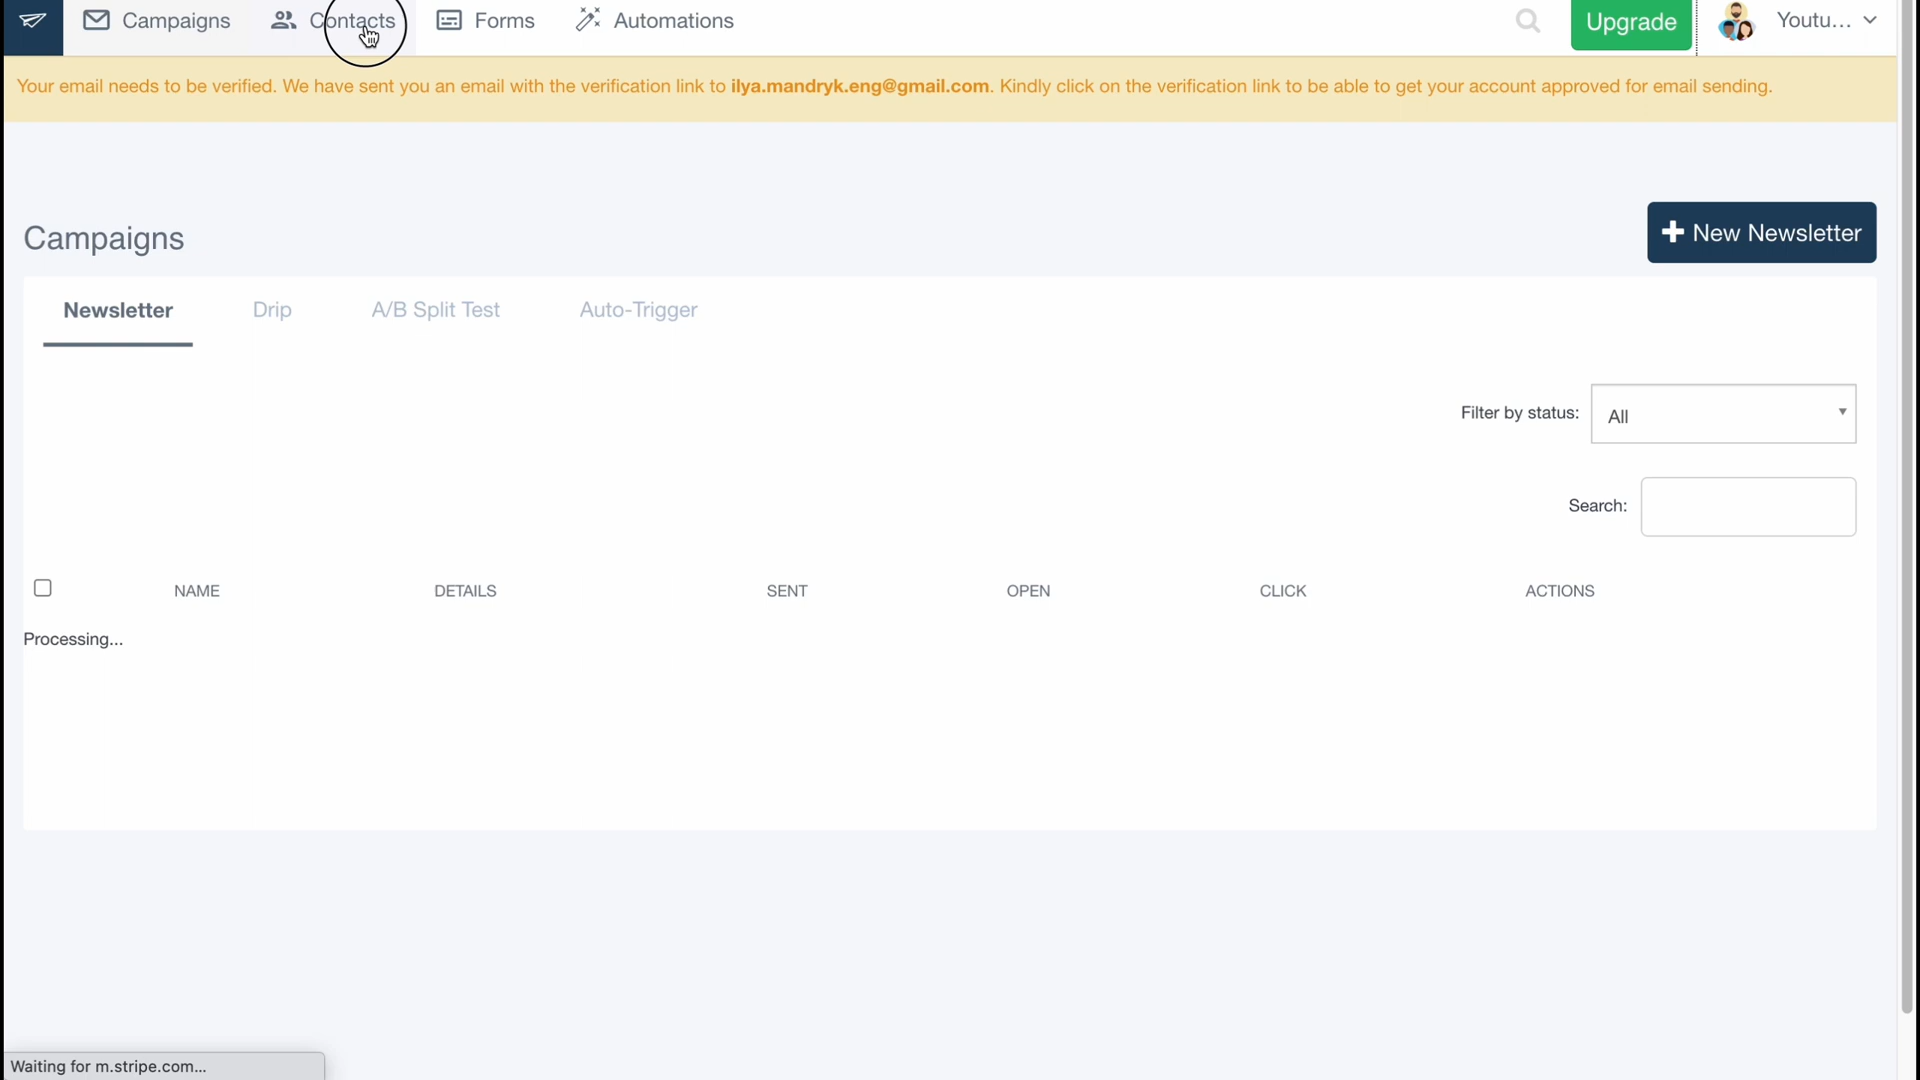 Campaigns Contacts Forms Automations Upgrade Youtu...
Your email needs to be verified. We have sent you an email with the verification link to ilya.mandryk.eng@gmail.com. Kindly click on the verification link to be able to get your account approved for email sending.
Campaigns
New Newsletter
Newsletter Drip A/B Split Test Auto-Trigger
Filter by status: All
Search:
NAME DETAILS SENT OPEN CLICK ACTIONS
Processing...
Waiting for m.stripe.com...